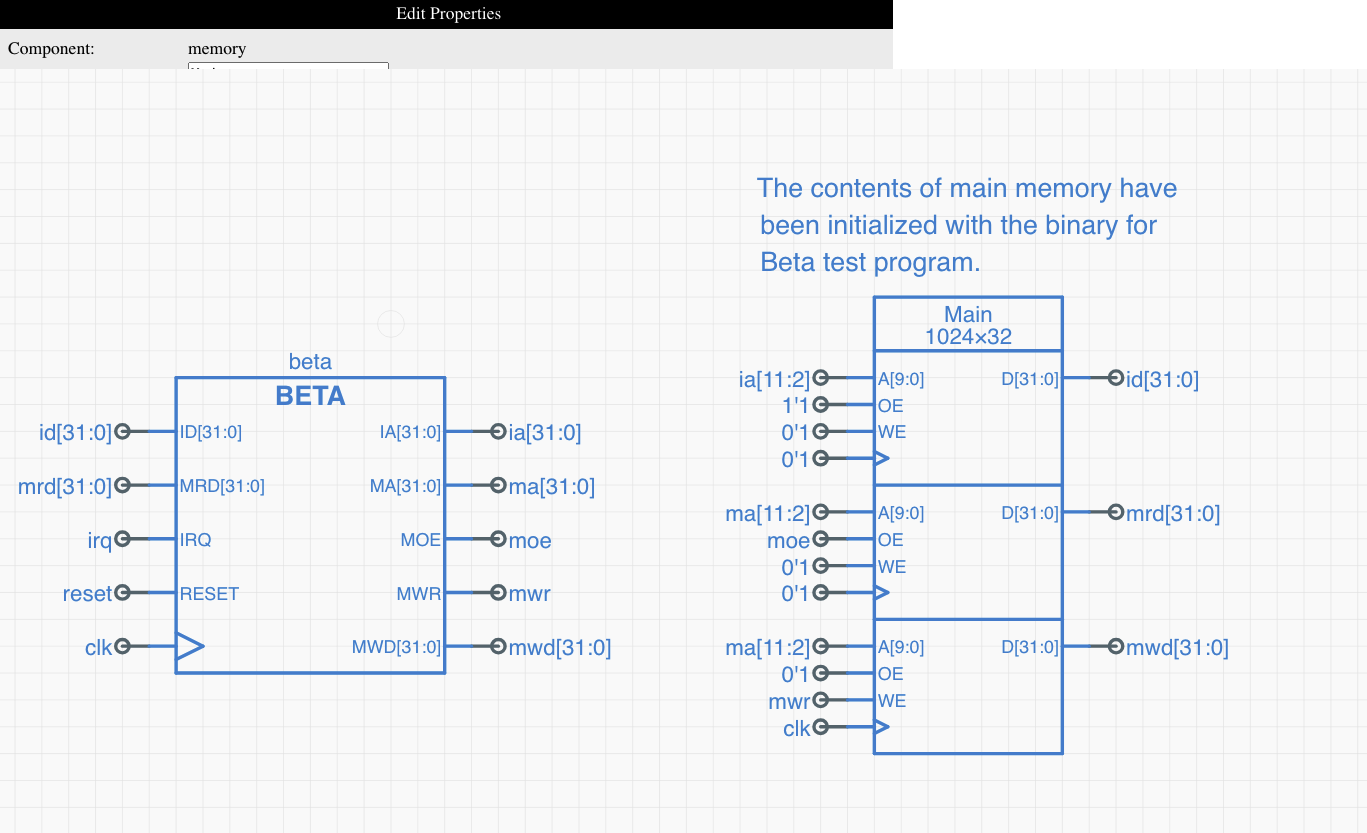 Edit Properties
Component: memory
The contents of main memory have
been initialized with the binary for
Beta test program.
beta
BETA
id[31:0] ID[31:0] IA[31:0] ia[31:0]
mrd[31:0] MRD[31:0] MA[31:0] ma[31:0]
irq IRQ MOE moe
reset RESET MWR mwr
clk MWD[31:0] mwd[31:0]
Main
1024×32
ia[11:2] A[9:0] D[31:0] id[31:0]
1'1 OE
0'1 WE
0'1
ma[11:2] A[9:0] D[31:0] mrd[31:0]
moe OE
0'1 WE
0'1
ma[11:2] A[9:0] D[31:0] mwd[31:0]
0'1 OE
mwr WE
clk